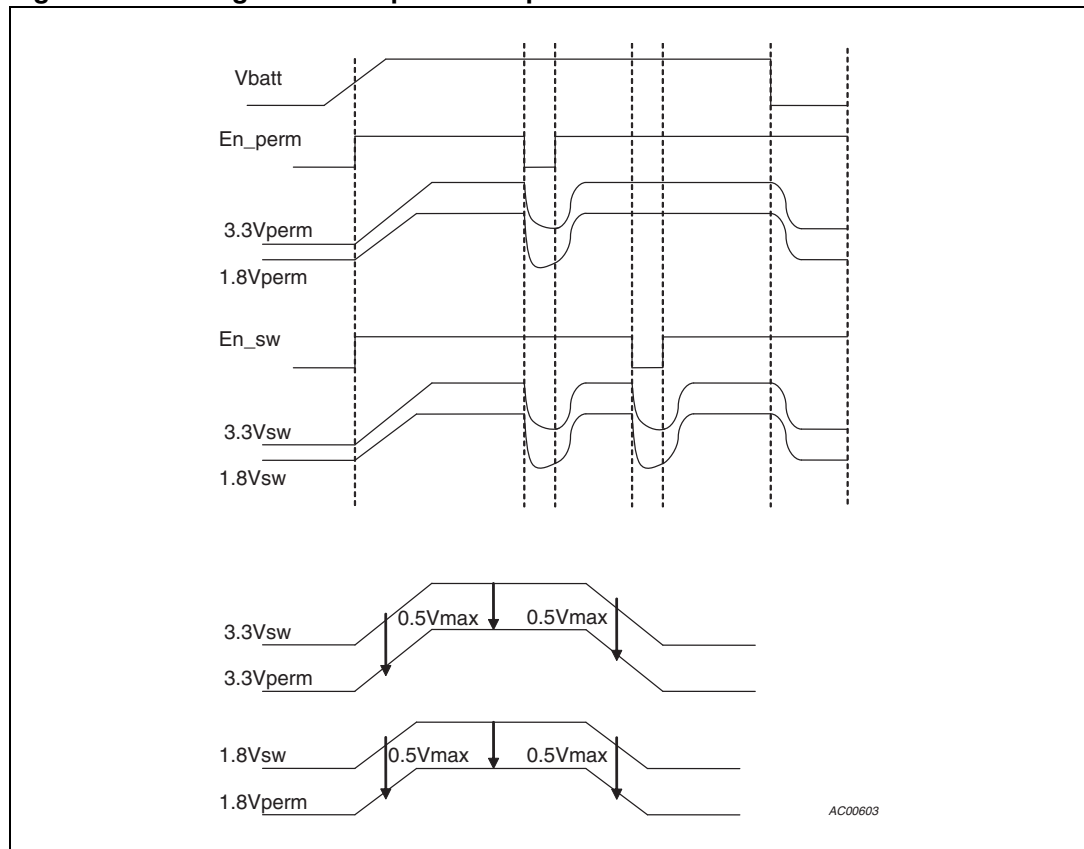 Vbatt
En_perm
3.3Vperm
1.8Vperm
En_sw
3.3Vsw
1.8Vsw
0.5Vmax 0.5Vmax
3.3Vsw
3.3Vperm
1.8Vsw 0.5Vmax 0.5Vmax
1.8Vperm
AC00603